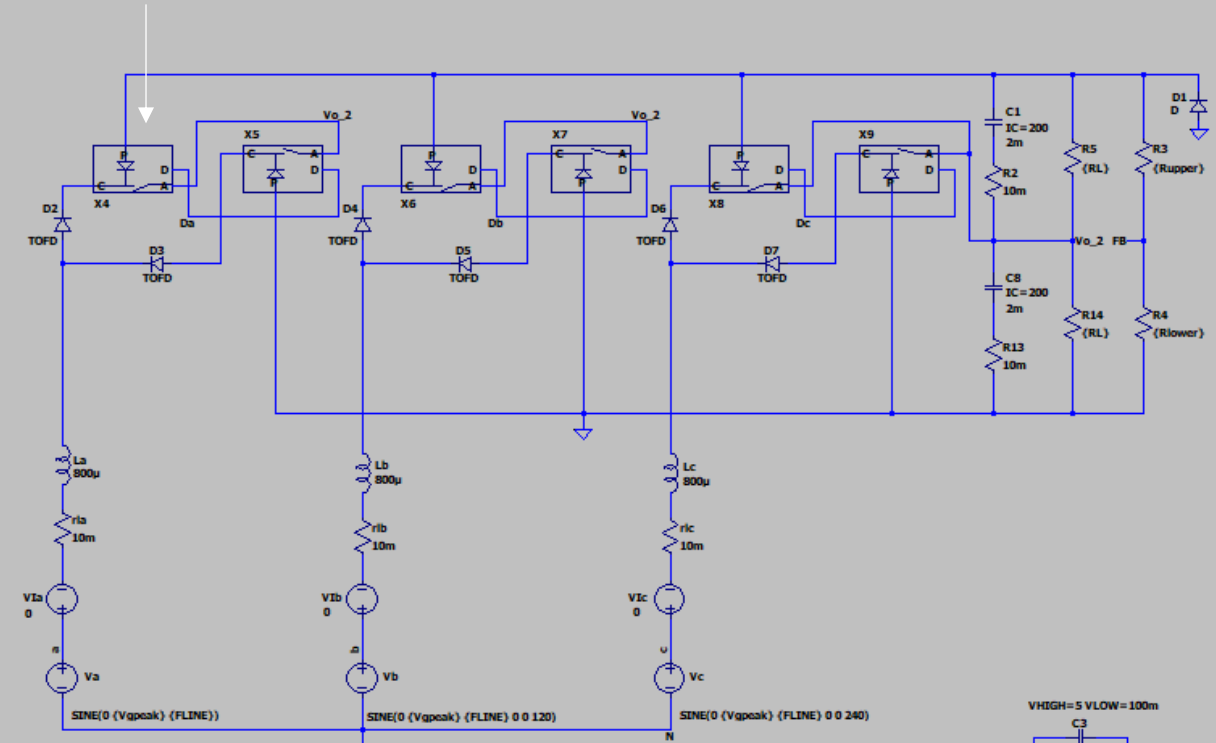 Vo_2
Vo_2
D1
D
C1
IC=200
2m
X5
X7
X9
P
D
C
A
X4
C
A
D
P
P
D
C
A
X6
C
A
D
P
P
D
C
A
X8
C
A
D
P
R2
10m
R5
{RL}
R3
{Rupper}
D2
TOFD
Da
D4
TOFD
Db
D6
TOFD
Dc
D3
TOFD
D5
TOFD
D7
TOFD
Vo_2
FB
C8
IC=200
2m
R14
{RL}
R4
{Rlower}
R13
10m
La
800µ
Lb
800µ
Lc
800µ
rla
10m
rlb
10m
rlc
10m
VIa
0
VIb
0
VIc
0
a
b
c
Va
Vb
Vc
SINE(0 {Vgpeak} {FLINE})
SINE(0 {Vgpeak} {FLINE} 0 0 120)
SINE(0 {Vgpeak} {FLINE} 0 0 240)
N
VHIGH=5 VLOW=100m
C3